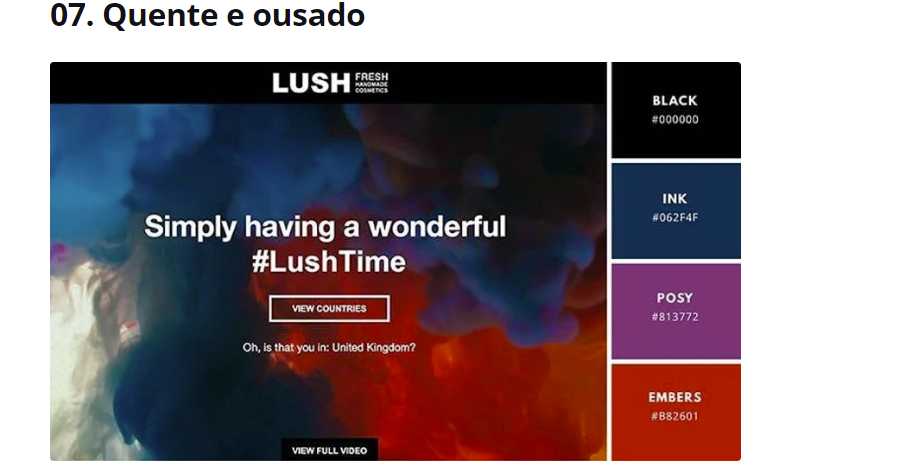 07. Quente e ousado
LUSH FRESH
HANDMADE
COSMETICS
Simply having a wonderful
#LushTime
VIEW COUNTRIES
Oh, is that you in: United Kingdom?
VIEW FULL VIDEO
BLACK
#000000
INK
#062F4F
POSY
#813772
EMBERS
#B82601